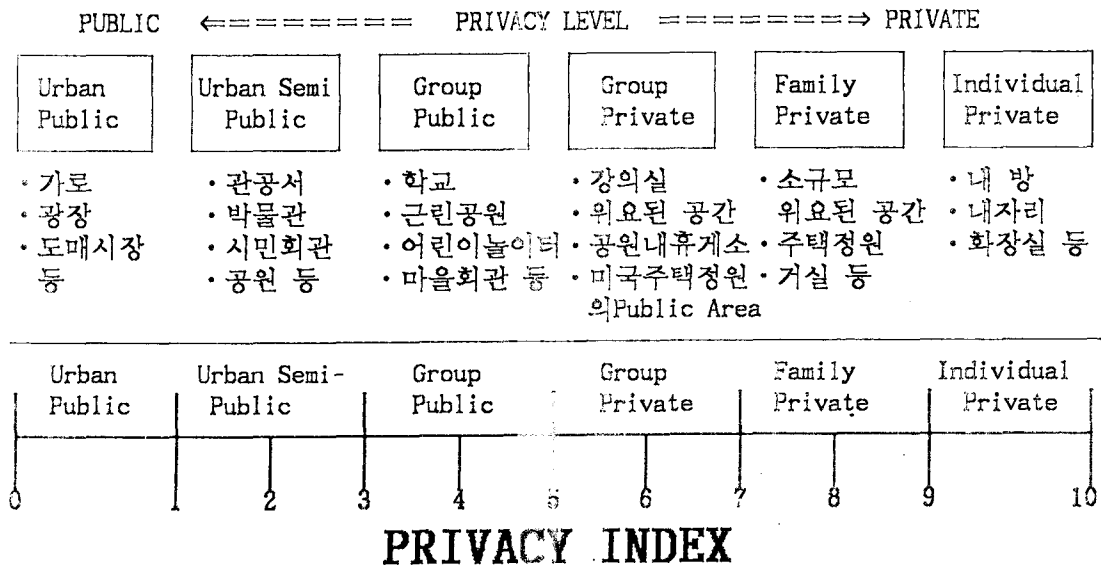 PUBLIC ⇐======== PRIVACY LEVEL ========⇒ PRIVATE
Urban Public
Urban Semi Public
Group Public
Group Private
Family Private
Individual Private
· 가로
· 광장
· 도매시장
등
· 관공서
· 박물관
· 시민회관
· 공원 등
· 학교
· 근린공원
· 어린이놀이터
· 마을회관 등
· 강의실
· 위요된 공간
· 공원내휴게소
· 미국주택정원
의Public Area
· 소규모
위요된 공간
· 주택정원
· 거실 등
· 내 방
· 내자리
· 화장실 등
Urban Public
Urban Semi-Public
Group Public
Group Private
Family Private
Individual Private
0 1 2 3 4 5 6 7 8 9 10
PRIVACY INDEX